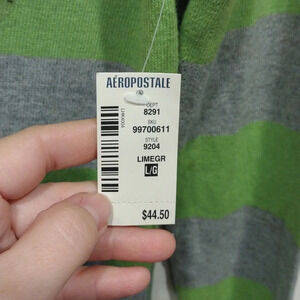 AÉROPOSTALE
DEPT
8291
SKU
99700611
STYLE
9204
LIMEGR
L/G
$44.50